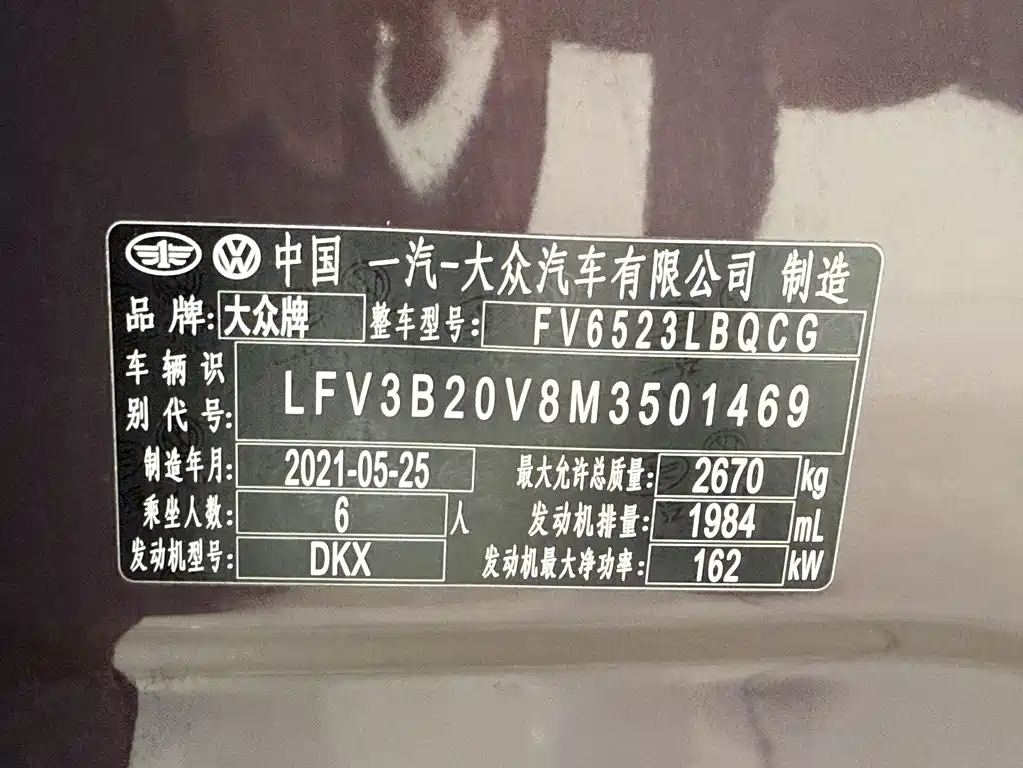 中国 一汽-大众汽车有限公司 制造
品牌: 大众牌 整车型号: FV6523LBQCG
车辆识别代号: LFV3B20V8M3501469
制造年月: 2021-05-25 最大允许总质量: 2670 kg
乘坐人数: 6 人 发动机排量: 1984 mL
发动机型号: DKX 发动机最大净功率: 162 kW